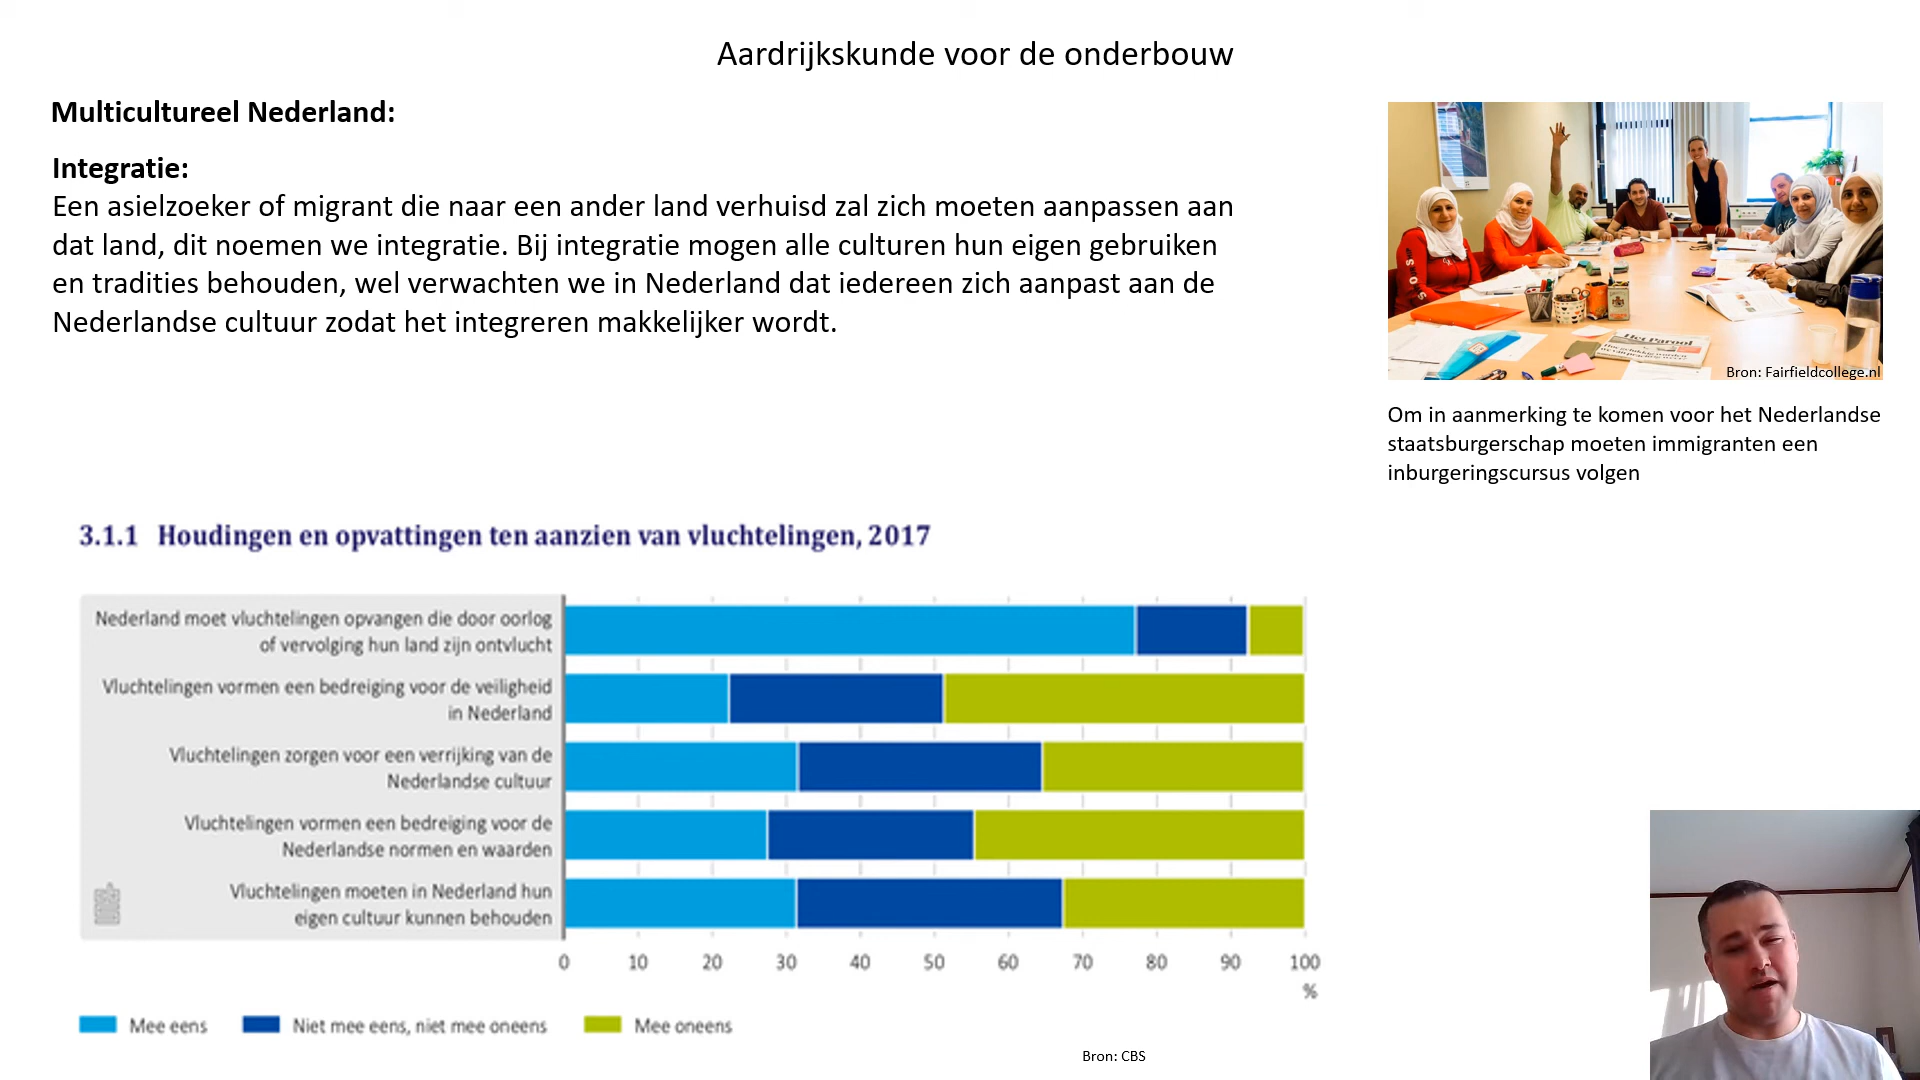 Aardrijkskunde voor de onderbouw
Multicultureel Nederland:
Integratie:
Een asielzoeker of migrant die naar een ander land verhuisd zal zich moeten aanpassen aan
dat land, dit noemen we integratie. Bij integratie mogen alle culturen hun eigen gebruiken
en tradities behouden, wel verwachten we in Nederland dat iedereen zich aanpast aan de
Nederlandse cultuur zodat het integreren makkelijker wordt.
Het Parool
Bron: Fairfieldcollege.nl
Om in aanmerking te komen voor het Nederlandse
staatsburgerschap moeten immigranten een
inburgeringscursus volgen
3.1.1 Houdingen en opvattingen ten aanzien van vluchtelingen, 2017
Nederland moet vluchtelingen opvangen die door oorlog
of vervolging hun land zijn ontvlucht
Vluchtelingen vormen een bedreiging voor de veiligheid
in Nederland
Vluchtelingen zorgen voor een verrijking van de
Nederlandse cultuur
Vluchtelingen vormen een bedreiging voor de
Nederlandse normen en waarden
Vluchtelingen moeten in Nederland hun
eigen cultuur kunnen behouden
0 10 20 30 40 50 60 70 80 90 100
%
Mee eens Niet mee eens, niet mee oneens Mee oneens
Bron: CBS